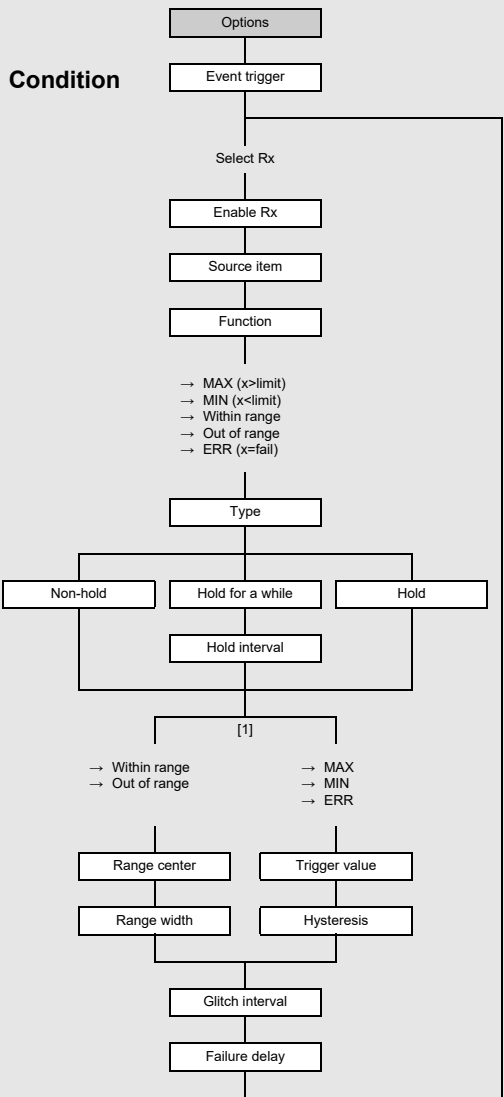 Options
Condition
Event trigger
Select Rx
Enable Rx
Source item
Function
→ MAX (x>limit)
→ MIN (x<limit)
→ Within range
→ Out of range
→ ERR (x=fail)
Type
Non-hold
Hold for a while
Hold
Hold interval
[1]
→ Within range
→ Out of range
→ MAX
→ MIN
→ ERR
Range center
Trigger value
Range width
Hysteresis
Glitch interval
Failure delay